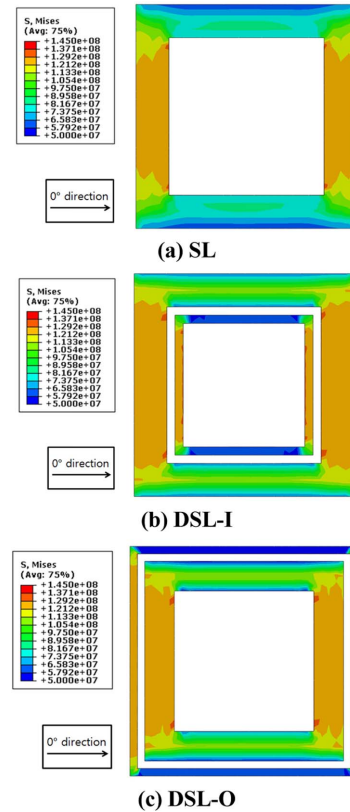 S, Mises
(Avg: 75%)
+1.450e+08
+1.371e+08
+1.292e+08
+1.212e+08
+1.133e+08
+1.054e+08
+9.750e+07
+8.958e+07
+8.167e+07
+7.375e+07
+6.583e+07
+5.792e+07
+5.000e+07
0° direction
(a) SL
S, Mises
(Avg: 75%)
+1.450e+08
+1.371e+08
+1.292e+08
+1.212e+08
+1.133e+08
+1.054e+08
+9.750e+07
+8.958e+07
+8.167e+07
+7.375e+07
+6.583e+07
+5.792e+07
+5.000e+07
0° direction
(b) DSL-I
S, Mises
(Avg: 75%)
+1.450e+08
+1.371e+08
+1.292e+08
+1.212e+08
+1.133e+08
+1.054e+08
+9.750e+07
+8.958e+07
+8.167e+07
+7.375e+07
+6.583e+07
+5.792e+07
+5.000e+07
0° direction
(c) DSL-O